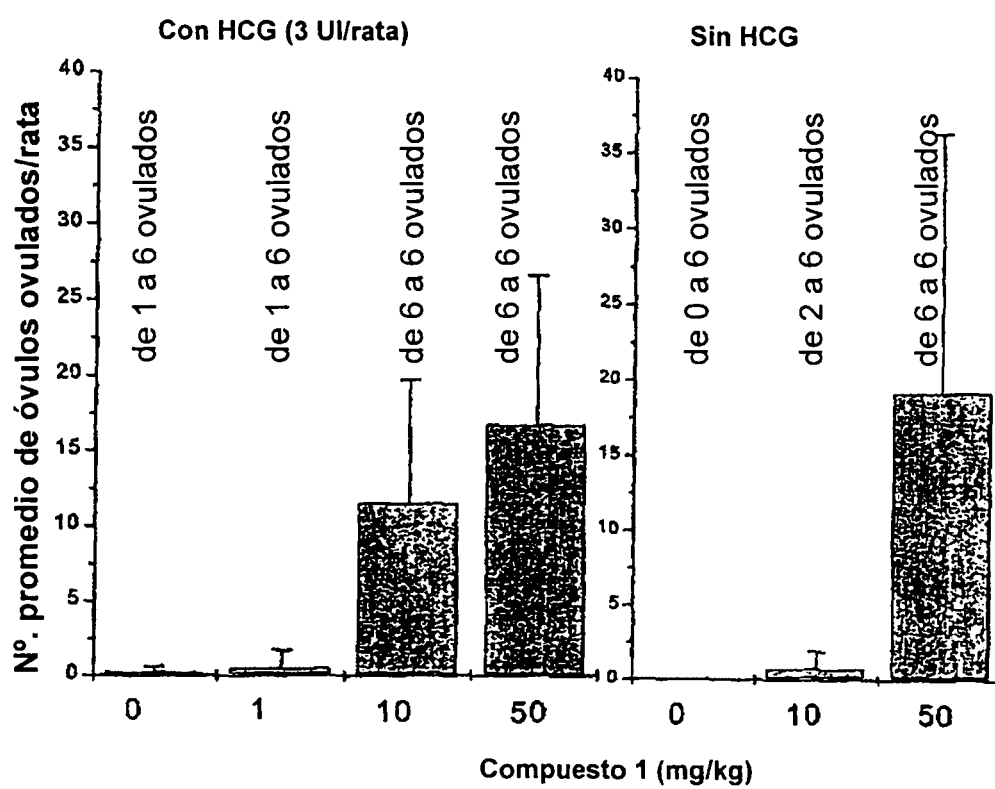 Con HCG (3 UI/rata)
Nº. promedio de óvulos ovulados/rata
40
35
30
25
20
15
10
5
0
de 1 a 6 ovulados
de 1 a 6 ovulados
de 6 a 6 ovulados
de 6 a 6 ovulados
0
1
10
50
Sin HCG
40
35
30
25
20
15
10
5
0
de 0 a 6 ovulados
de 2 a 6 ovulados
de 6 a 6 ovulados
0
10
50
Compuesto 1 (mg/kg)